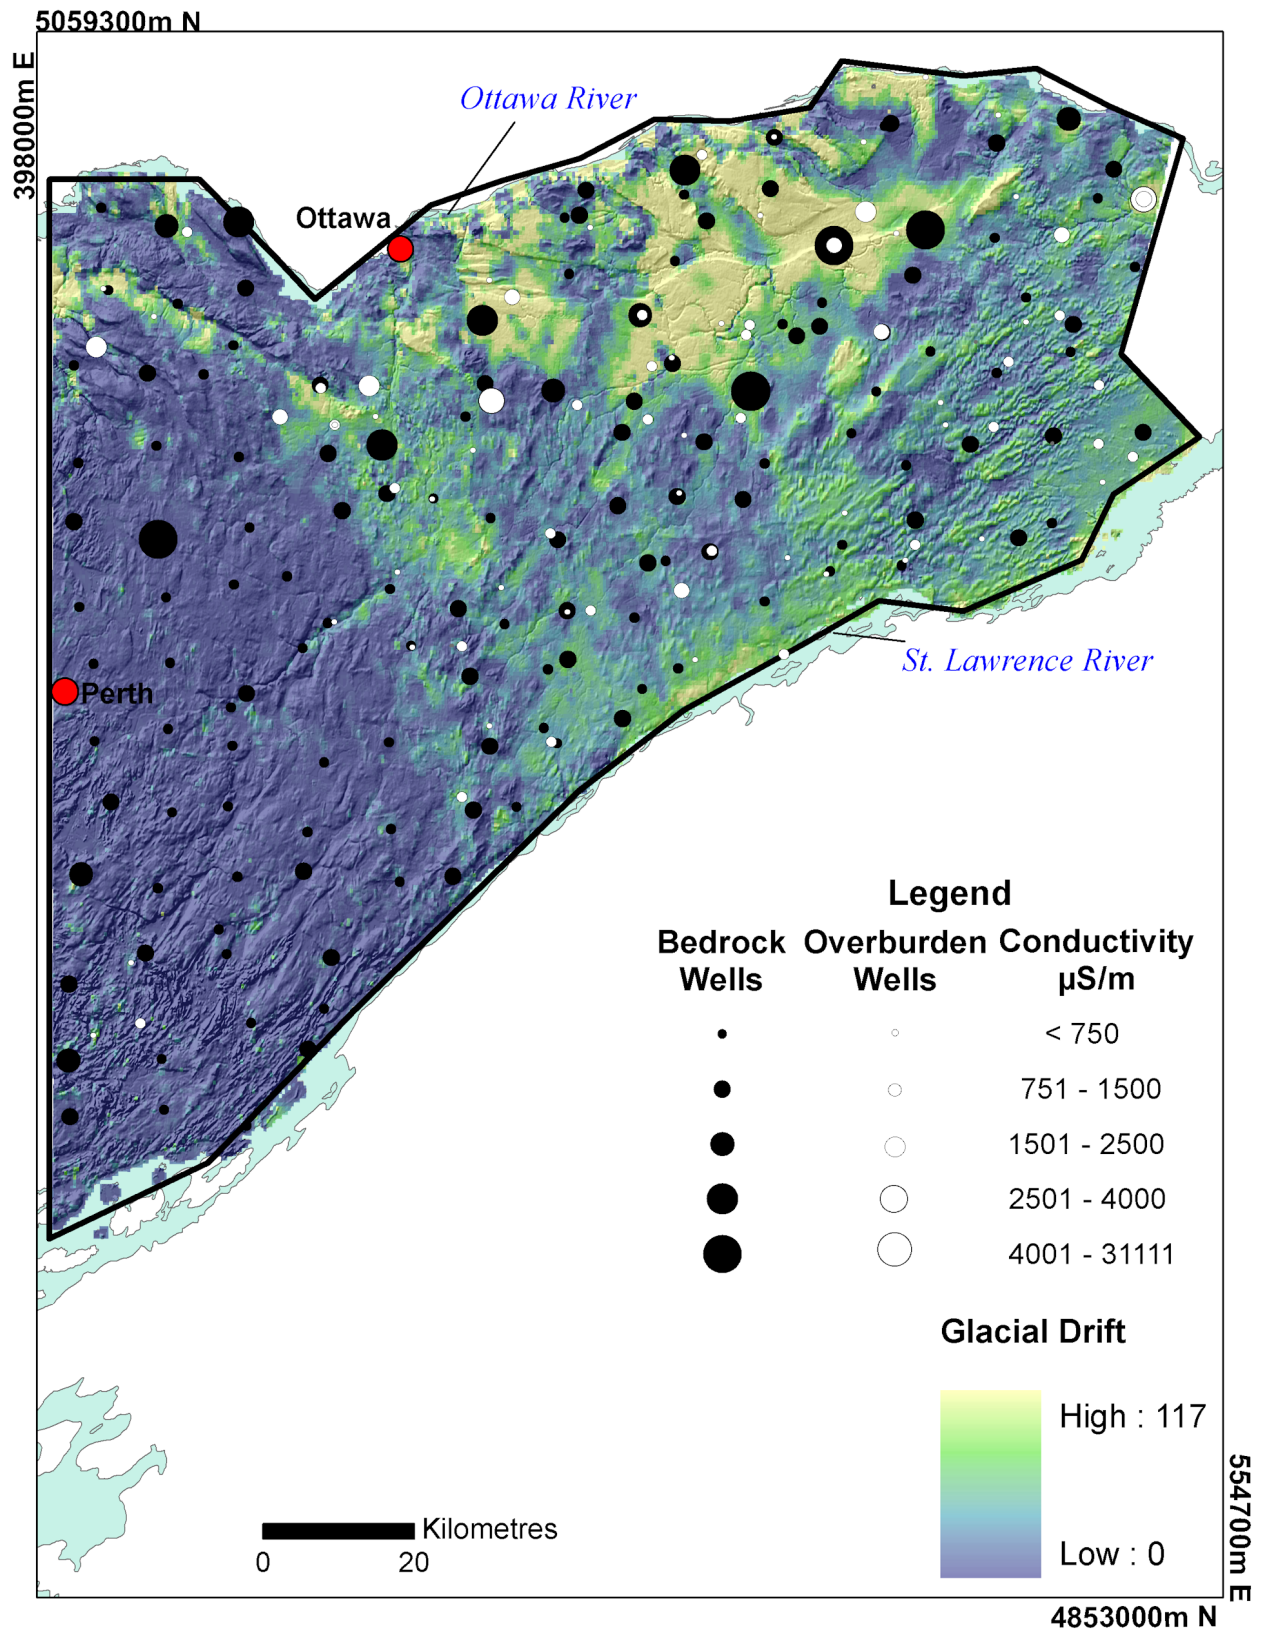 5059300m N
398000m E
Ottawa River
Ottawa
St. Lawrence River
Perth
Legend
Bedrock Wells
Overburden Wells
Conductivity µS/m
< 750
751 - 1500
1501 - 2500
2501 - 4000
4001 - 31111
Glacial Drift
High : 117
Low : 0
Kilometres
0 20
554700m E
4853000m N